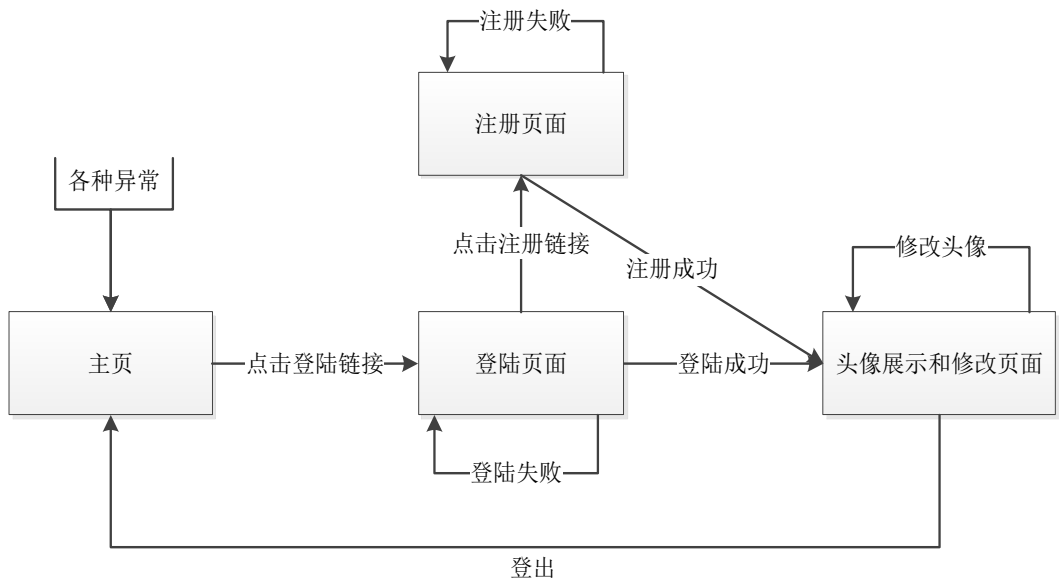 注册失败
注册页面
各种异常
点击注册链接
注册成功
修改头像
主页
点击登陆链接
登陆页面
登陆成功
头像展示和修改页面
登陆失败
登出